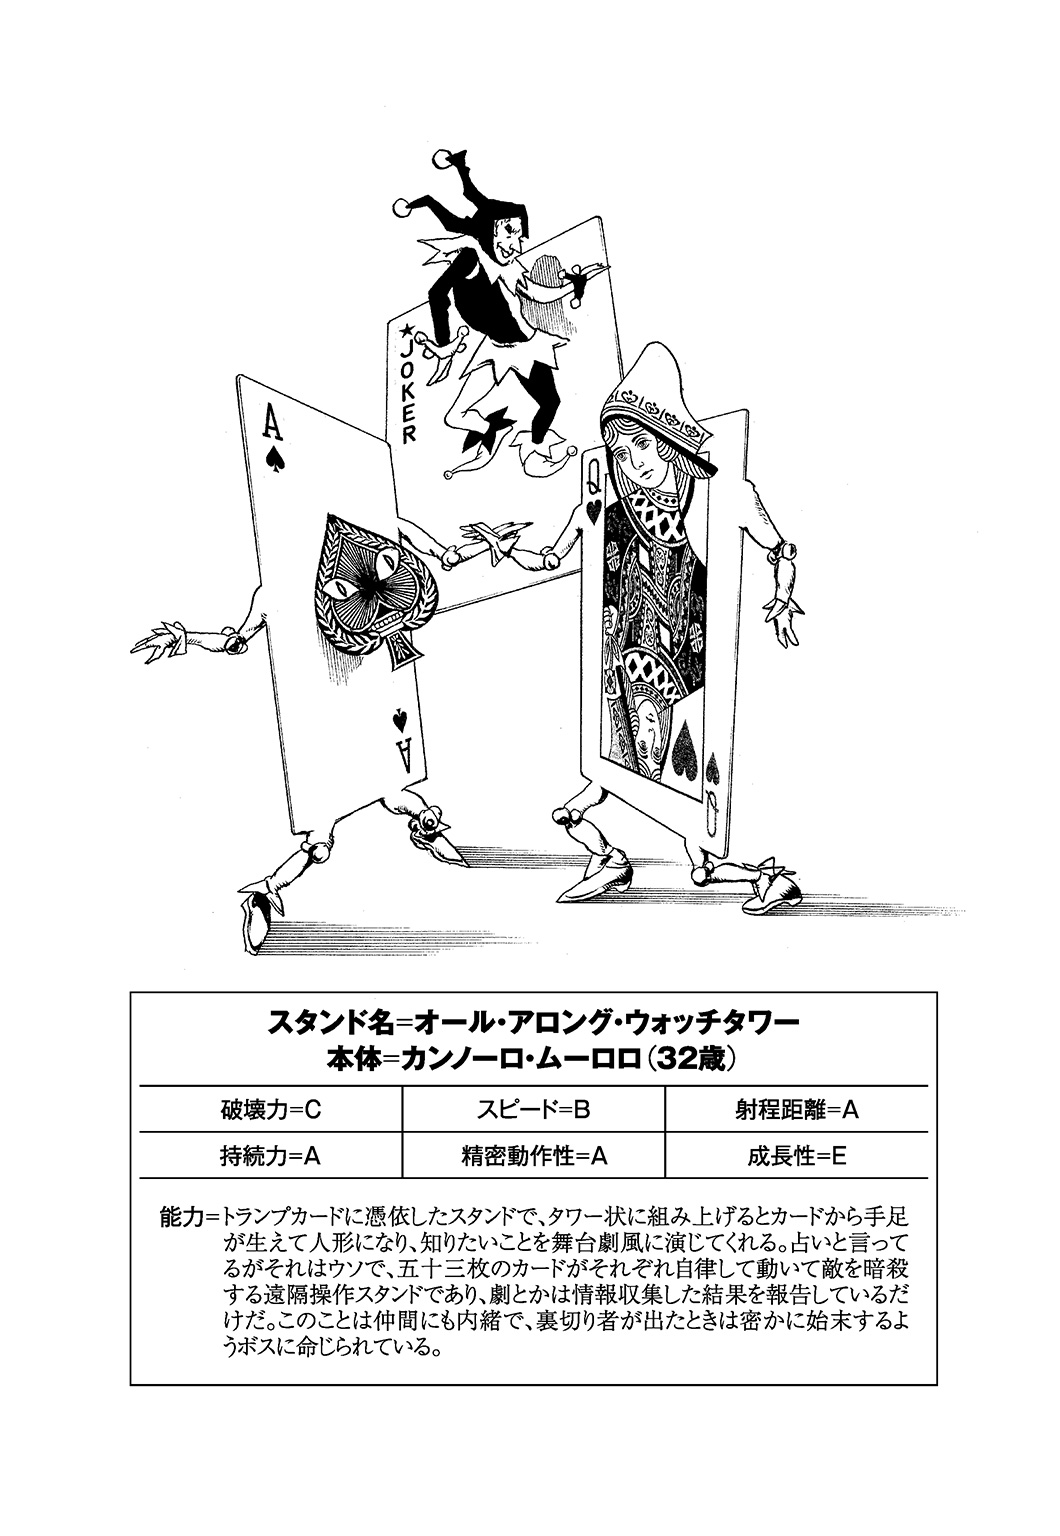 ★JOKER
A
Q
A
Q
スタンド名=オール・アロング・ウォッチタワー
本体=カンノーロ・ムーロロ(32歳)
破壊力=C
スピード=B
射程距離=A
持続力=A
精密動作性=A
成長性=E
能力=トランプカードに憑依したスタンドで、タワー状に組み上げるとカードから手足
が生えて人形になり、知りたいことを舞台劇風に演じてくれる。占いと言って
るがそれはウソで、五十三枚のカードがそれぞれ自律して動いて敵を暗殺
する遠隔操作スタンドであり、劇とかは情報収集した結果を報告しているだ
けだ。このことは仲間にも内緒で、裏切り者が出たときは密かに始末するよ
うボスに命じられている。